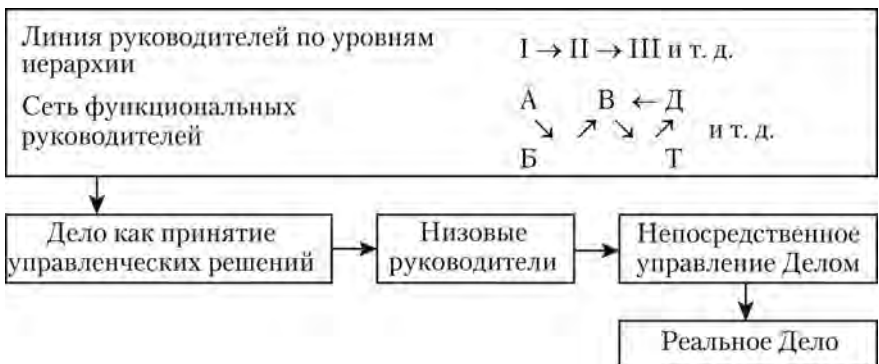 Линия руководителей по уровням
иерархии
I → II → III и т. д.
Сеть функциональных
руководителей
А В ← Д
↘ ↗ ↘ ↗ и т. д.
Б Т
Дело как принятие
управленческих решений
Низовые
руководители
Непосредственное
управление Делом
Реальное Дело